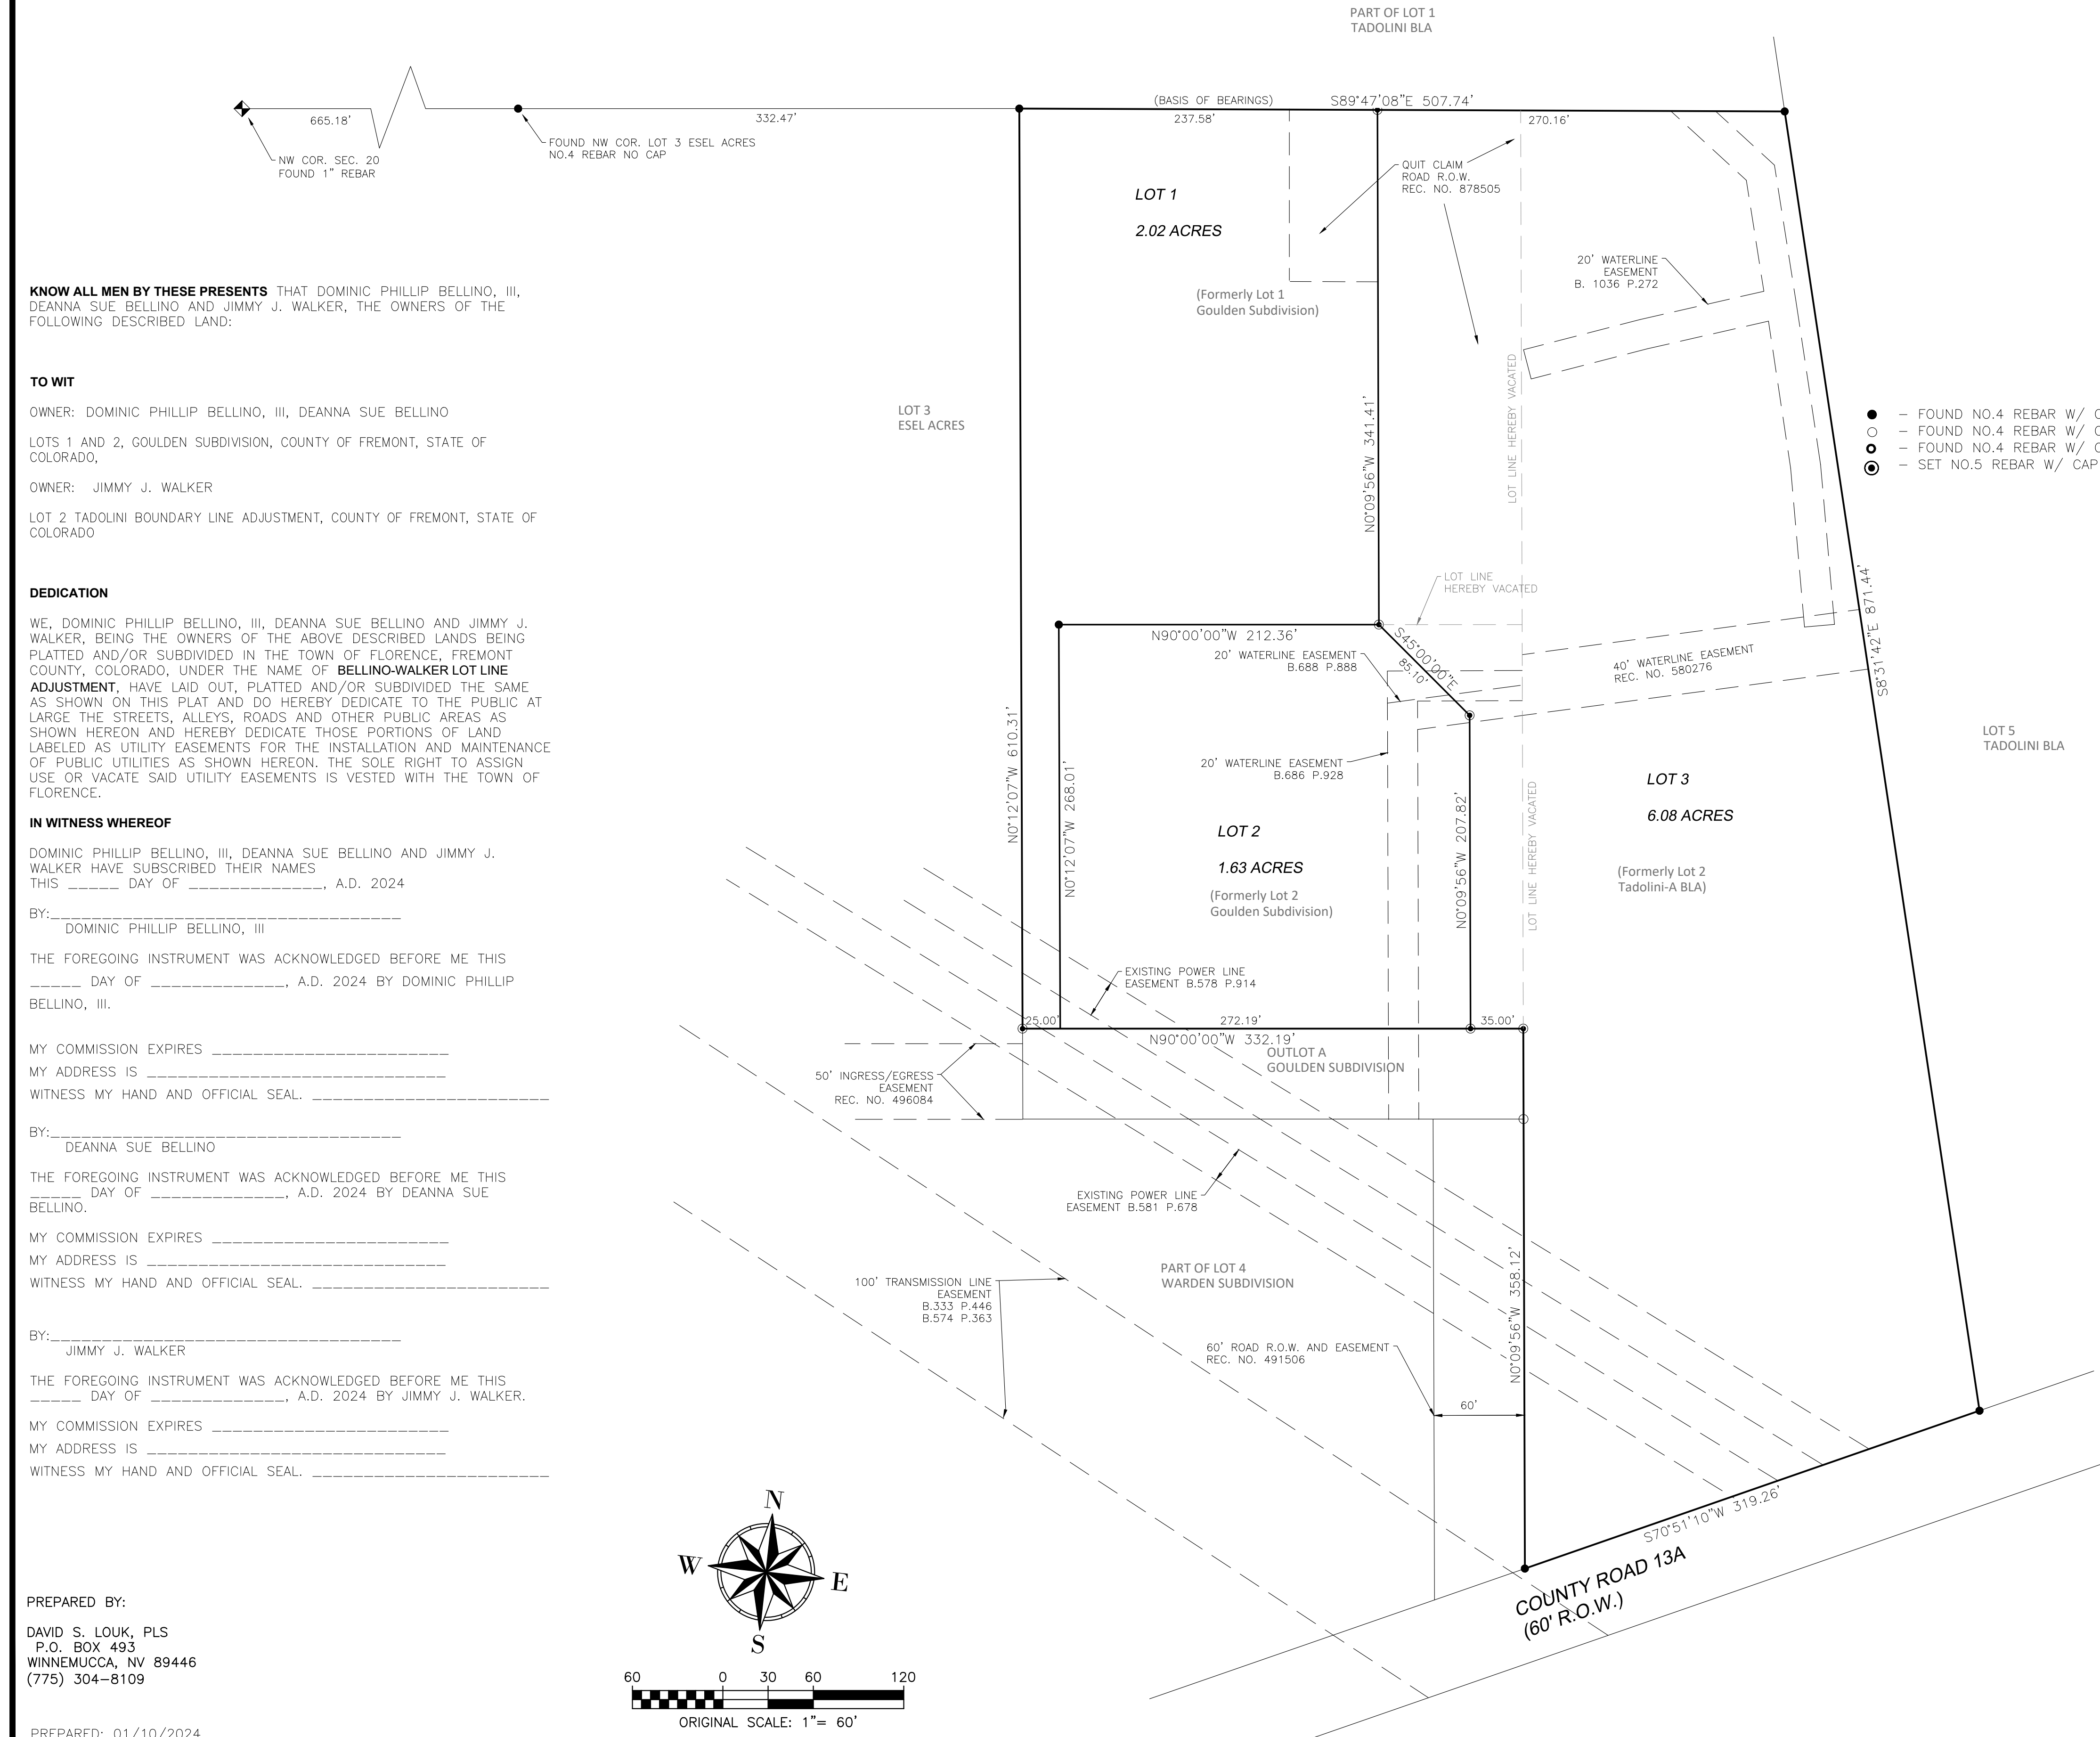 PART OF LOT 1
TADOLINI BLA
(BASIS OF BEARINGS)
S89°47'08"E 507.74'
665.18'
332.47'
237.58'
270.16'
NW COR. SEC. 20
FOUND 1" REBAR
FOUND NW COR. LOT 3 ESEL ACRES
NO.4 REBAR NO CAP
QUIT CLAIM
ROAD R.O.W.
REC. NO. 878505
LOT 1
2.02 ACRES
(Formerly Lot 1
Goulden Subdivision)
20' WATERLINE
EASEMENT
B. 1036 P.272
KNOW ALL MEN BY THESE PRESENTS THAT DOMINIC PHILLIP BELLINO, III,
DEANNA SUE BELLINO AND JIMMY J. WALKER, THE OWNERS OF THE
FOLLOWING DESCRIBED LAND:
TO WIT
OWNER: DOMINIC PHILLIP BELLINO, III, DEANNA SUE BELLINO
LOTS 1 AND 2, GOULDEN SUBDIVISION, COUNTY OF FREMONT, STATE OF
COLORADO,
OWNER: JIMMY J. WALKER
LOT 2 TADOLINI BOUNDARY LINE ADJUSTMENT, COUNTY OF FREMONT, STATE OF
COLORADO
DEDICATION
WE, DOMINIC PHILLIP BELLINO, III, DEANNA SUE BELLINO AND JIMMY J.
WALKER, BEING THE OWNERS OF THE ABOVE DESCRIBED LANDS BEING
PLATTED AND/OR SUBDIVIDED IN THE TOWN OF FLORENCE, FREMONT
COUNTY, COLORADO, UNDER THE NAME OF BELLINO-WALKER LOT LINE
ADJUSTMENT, HAVE LAID OUT, PLATTED AND/OR SUBDIVIDED THE SAME
AS SHOWN ON THIS PLAT AND DO HEREBY DEDICATE TO THE PUBLIC AT
LARGE THE STREETS, ALLEYS, ROADS AND OTHER PUBLIC AREAS AS
SHOWN HEREON AND HEREBY DEDICATE THOSE PORTIONS OF LAND
LABELED AS UTILITY EASEMENTS FOR THE INSTALLATION AND MAINTENANCE
OF PUBLIC UTILITIES AS SHOWN HEREON. THE SOLE RIGHT TO ASSIGN
USE OR VACATE SAID UTILITY EASEMENTS IS VESTED WITH THE TOWN OF
FLORENCE.
IN WITNESS WHEREOF
DOMINIC PHILLIP BELLINO, III, DEANNA SUE BELLINO AND JIMMY J.
WALKER HAVE SUBSCRIBED THEIR NAMES
THIS _____ DAY OF _____________, A.D. 2024
BY:__________________________________
DOMINIC PHILLIP BELLINO, III
THE FOREGOING INSTRUMENT WAS ACKNOWLEDGED BEFORE ME THIS
_____ DAY OF _____________, A.D. 2024 BY DOMINIC PHILLIP
BELLINO, III.
MY COMMISSION EXPIRES _______________________
MY ADDRESS IS _____________________________
WITNESS MY HAND AND OFFICIAL SEAL. _______________________
BY:__________________________________
DEANNA SUE BELLINO
THE FOREGOING INSTRUMENT WAS ACKNOWLEDGED BEFORE ME THIS
_____ DAY OF _____________, A.D. 2024 BY DEANNA SUE
BELLINO.
MY COMMISSION EXPIRES _______________________
MY ADDRESS IS _____________________________
WITNESS MY HAND AND OFFICIAL SEAL. _______________________
BY:__________________________________
JIMMY J. WALKER
THE FOREGOING INSTRUMENT WAS ACKNOWLEDGED BEFORE ME THIS
_____ DAY OF _____________, A.D. 2024 BY JIMMY J. WALKER.
MY COMMISSION EXPIRES _______________________
MY ADDRESS IS _____________________________
WITNESS MY HAND AND OFFICIAL SEAL. _______________________
PREPARED BY:
DAVID S. LOUK, PLS
P.O. BOX 493
WINNEMUCCA, NV 89446
(775) 304-8109
PREPARED: 01/10/2024
LOT 3
ESEL ACRES
N0°09'56"W 341.41'
LOT LINE HEREBY VACATED
– FOUND NO.4 REBAR W/
– FOUND NO.4 REBAR W/
– FOUND NO.4 REBAR W/
– SET NO.5 REBAR W/ CAP
LOT LINE
HEREBY VACATED
N90°00'00"W 212.36'
S45°00'00"E
85.10'
20' WATERLINE EASEMENT
B.688 P.888
40' WATERLINE EASEMENT
REC. NO. 580276
S8°31'42"E 871.44'
LOT 5
TADOLINI BLA
N0°12'07"W 610.31'
N0°12'07"W 268.01'
20' WATERLINE EASEMENT
B.686 P.928
N0°09'56"W 207.82'
LOT LINE HEREBY VACATED
LOT 3
6.08 ACRES
(Formerly Lot 2
Tadolini-A BLA)
LOT 2
1.63 ACRES
(Formerly Lot 2
Goulden Subdivision)
EXISTING POWER LINE
EASEMENT B.578 P.914
25.00'
272.19'
35.00'
N90°00'00"W 332.19'
OUTLOT A
GOULDEN SUBDIVISION
50' INGRESS/EGRESS
EASEMENT
REC. NO. 496084
EXISTING POWER LINE
EASEMENT B.581 P.678
PART OF LOT 4
WARDEN SUBDIVISION
100' TRANSMISSION LINE
EASEMENT
B.333 P.446
B.574 P.363
60' ROAD R.O.W. AND EASEMENT
REC. NO. 491506
60'
N0°09'56"W 358.12'
S70°51'10"W 319.26'
COUNTY ROAD 13A
(60' R.O.W.)
N
W
E
S
60 0 30 60 120
ORIGINAL SCALE: 1"= 60'